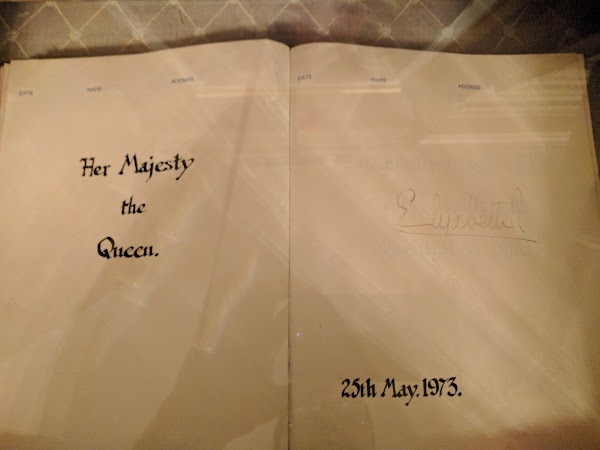 DATE NAME ADDRESS
Her Majesty
the
Queen.
DATE NAME ADDRESS
Elizabeth R
25th May, 1973.